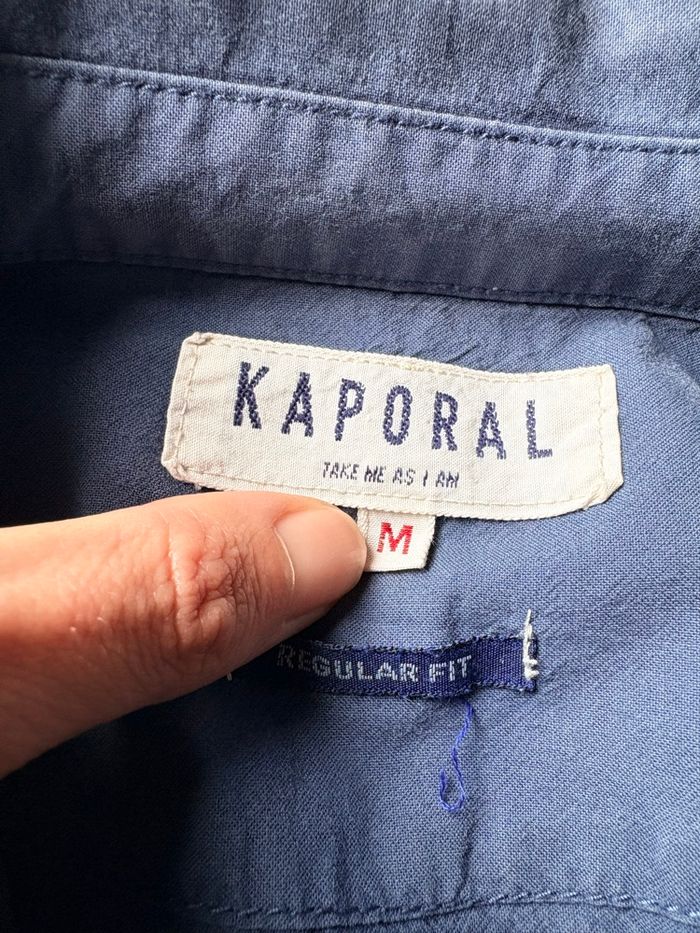 KAPORAL
TAKE ME AS I AM
M
REGULAR FIT